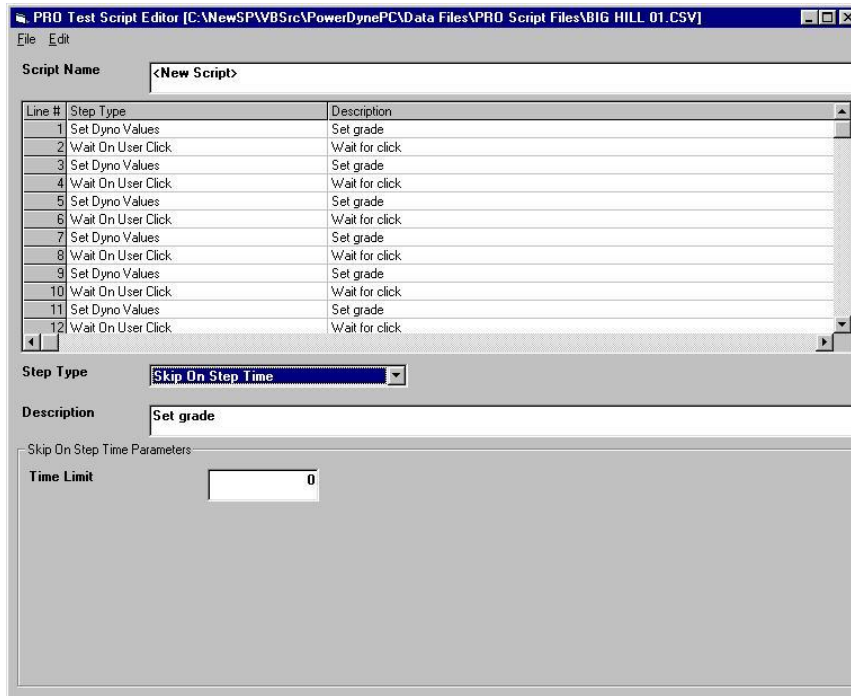 PRO Test Script Editor [C:\NewSP\VBSrc\PowerDynePC\Data Files\PRO Script Files\BIG HILL 01.CSV]
File Edit
Script Name <New Script>
Line # Step Type Description
1 Set Dyno Values Set grade
2 Wait On User Click Wait for click
3 Set Dyno Values Set grade
4 Wait On User Click Wait for click
5 Set Dyno Values Set grade
6 Wait On User Click Wait for click
7 Set Dyno Values Set grade
8 Wait On User Click Wait for click
9 Set Dyno Values Set grade
10 Wait On User Click Wait for click
11 Set Dyno Values Set grade
12 Wait On User Click Wait for click
Step Type Skip On Step Time
Description Set grade
Skip On Step Time Parameters
Time Limit 0